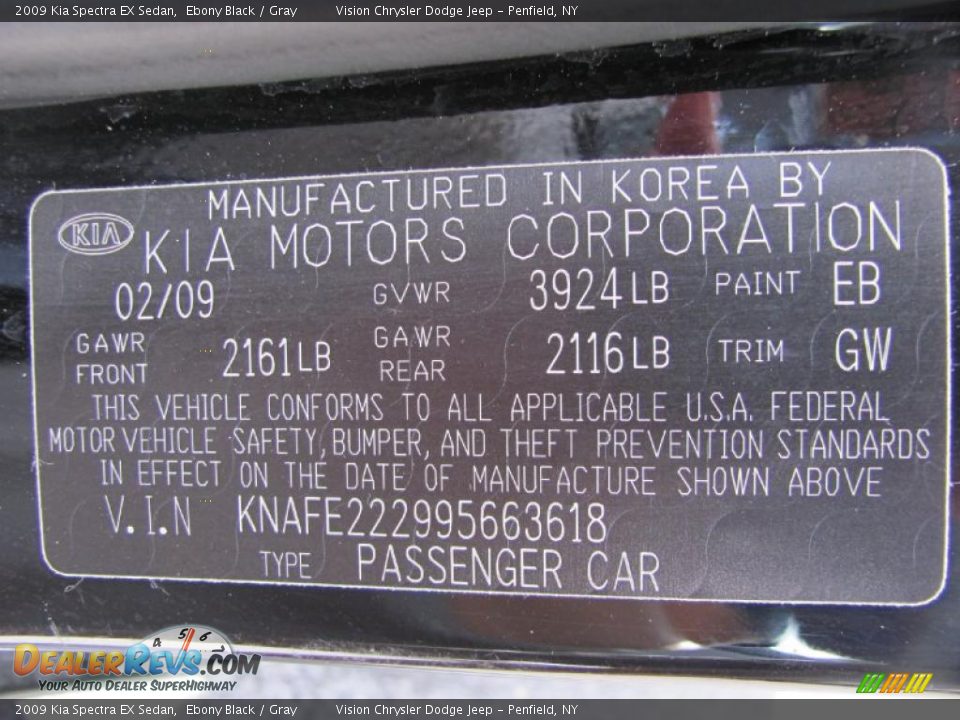 2009 Kia Spectra EX Sedan,  Ebony Black / Gray        Vision Chrysler Dodge Jeep - Penfield, NY
MANUFACTURED IN KOREA BY
KIA KIA MOTORS CORPORATION
02/09 GVWR 3924LB PAINT EB
GAWR FRONT 2161LB GAWR REAR 2116LB TRIM GW
THIS VEHICLE CONFORMS TO ALL APPLICABLE U.S.A. FEDERAL
MOTOR VEHICLE SAFETY, BUMPER, AND THEFT PREVENTION STANDARDS
IN EFFECT ON THE DATE OF MANUFACTURE SHOWN ABOVE
V.I.N KNAFE222995663618
TYPE PASSENGER CAR
4 5 6
DEALERREVS.COM
YOUR AUTO DEALER SUPERHIGHWAY
2009 Kia Spectra EX Sedan,  Ebony Black / Gray        Vision Chrysler Dodge Jeep - Penfield, NY